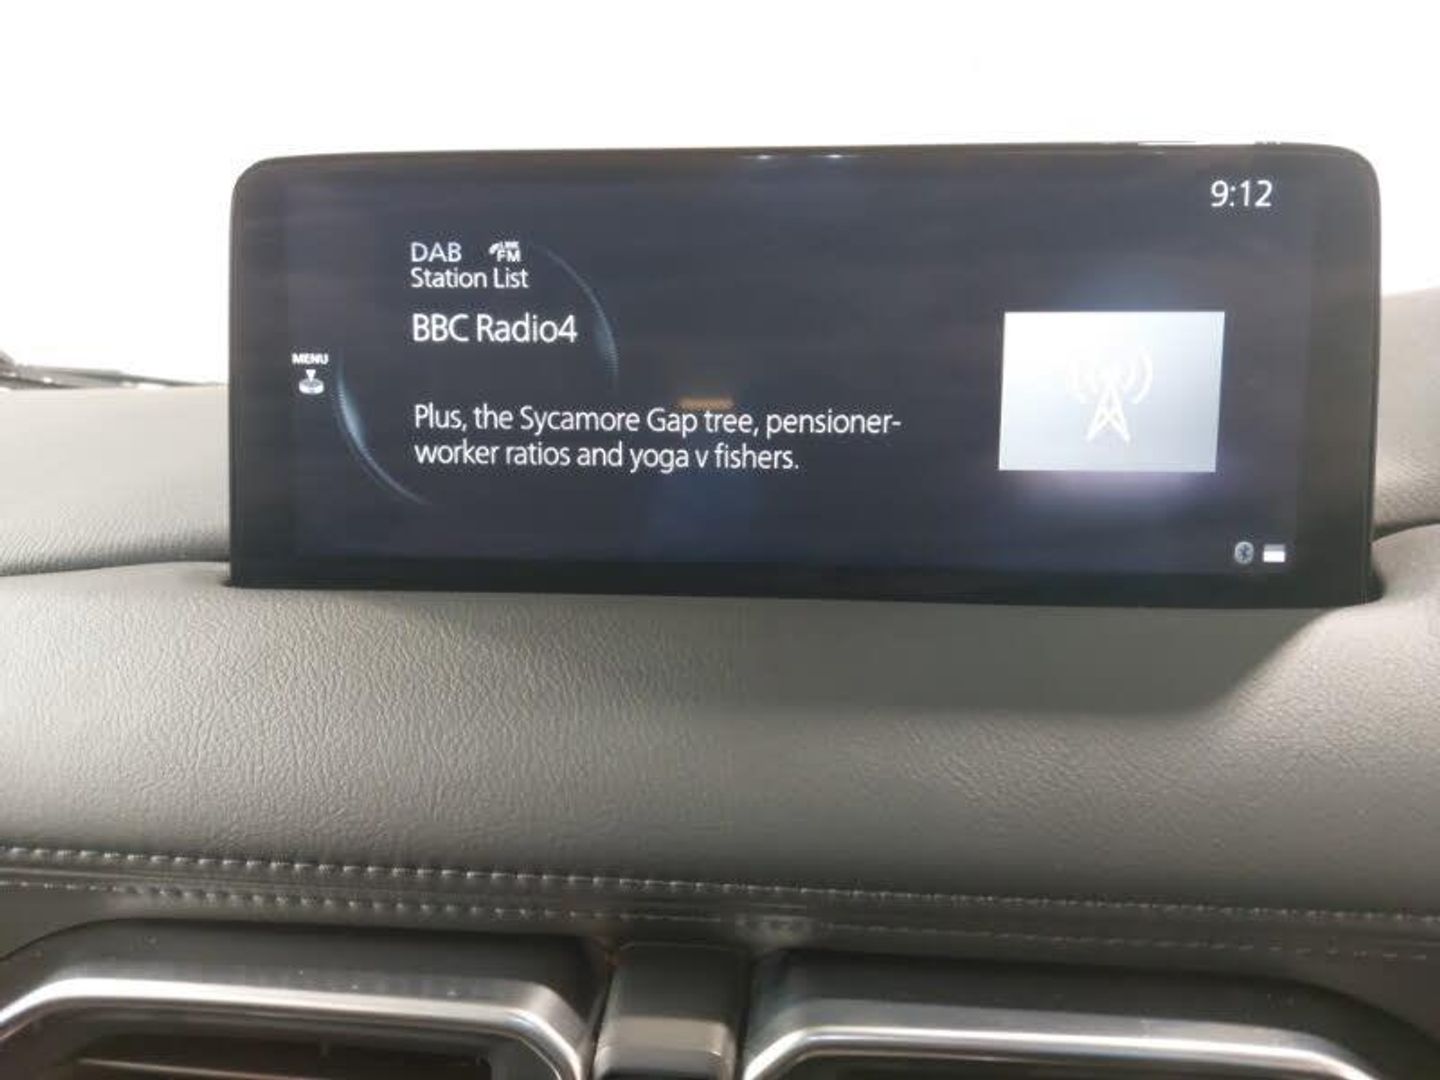 9:12
DAB LINK FM
Station List
BBC Radio4
MENU
Plus, the Sycamore Gap tree, pensioner-
worker ratios and yoga v fishers.